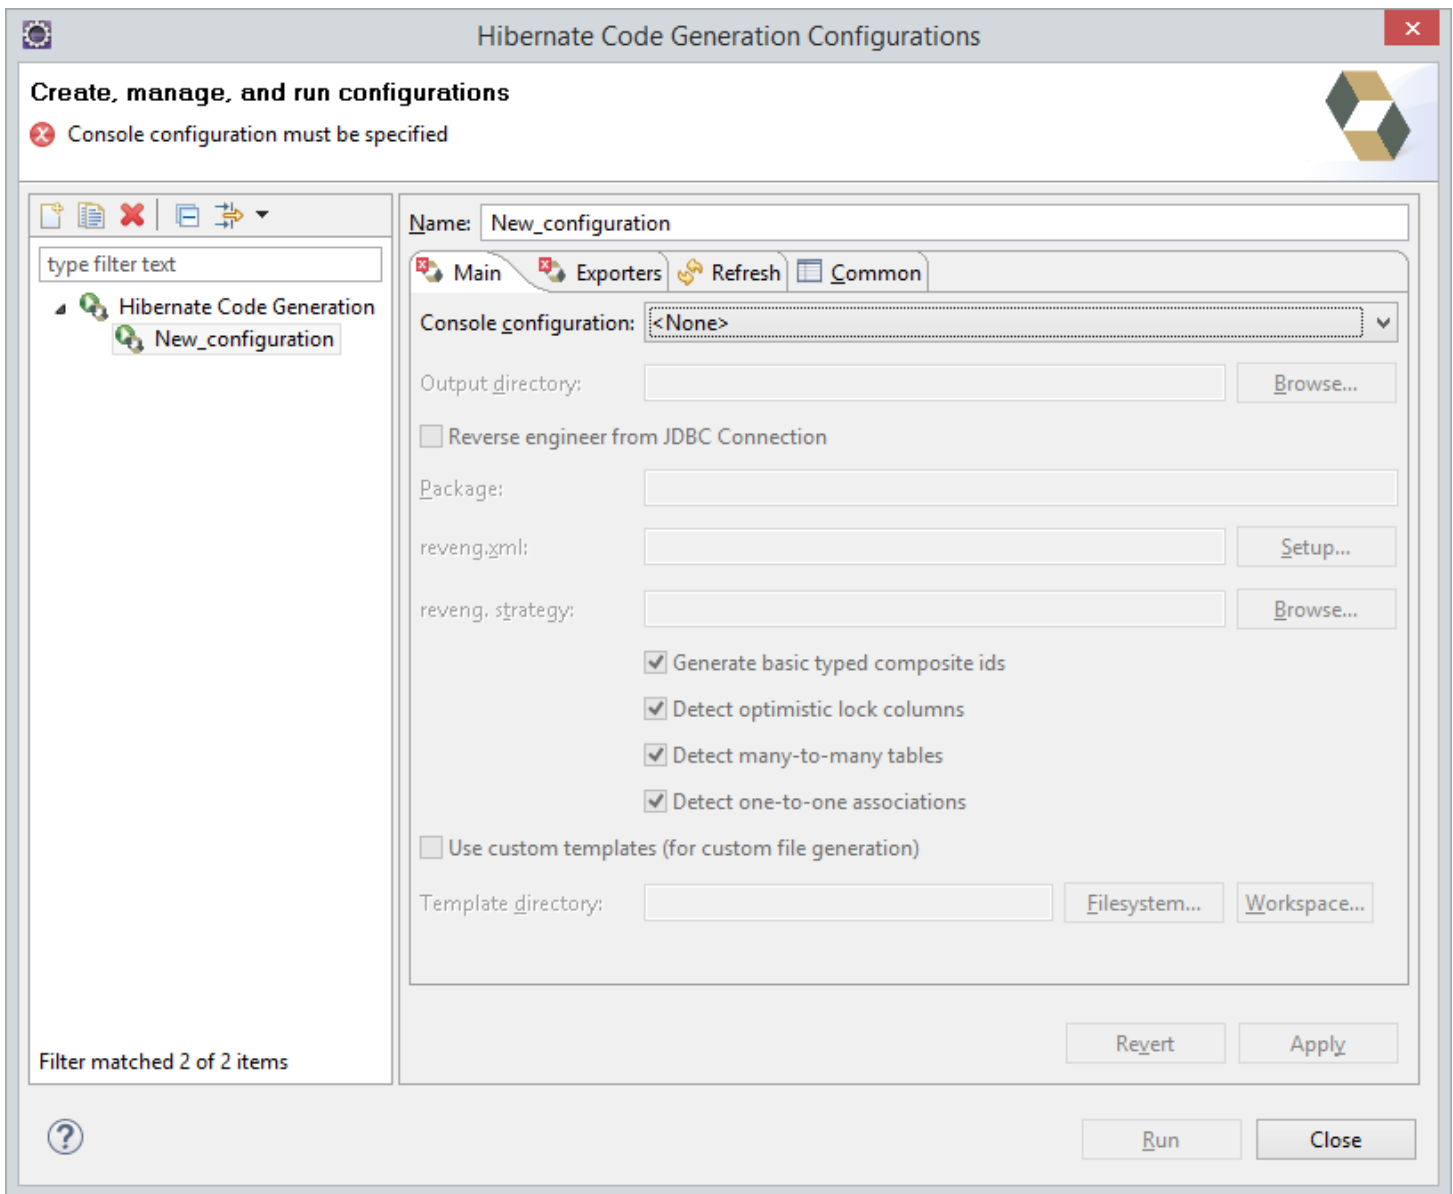 Hibernate Code Generation Configurations
Create, manage, and run configurations
Console configuration must be specified
type filter text
Hibernate Code Generation
New_configuration
Filter matched 2 of 2 items
Name: New_configuration
Main Exporters Refresh Common
Console configuration: <None>
Output directory: Browse...
Reverse engineer from JDBC Connection
Package:
reveng.xml: Setup...
reveng. strategy: Browse...
Generate basic typed composite ids
Detect optimistic lock columns
Detect many-to-many tables
Detect one-to-one associations
Use custom templates (for custom file generation)
Template directory: Filesystem... Workspace...
Revert Apply
Run Close